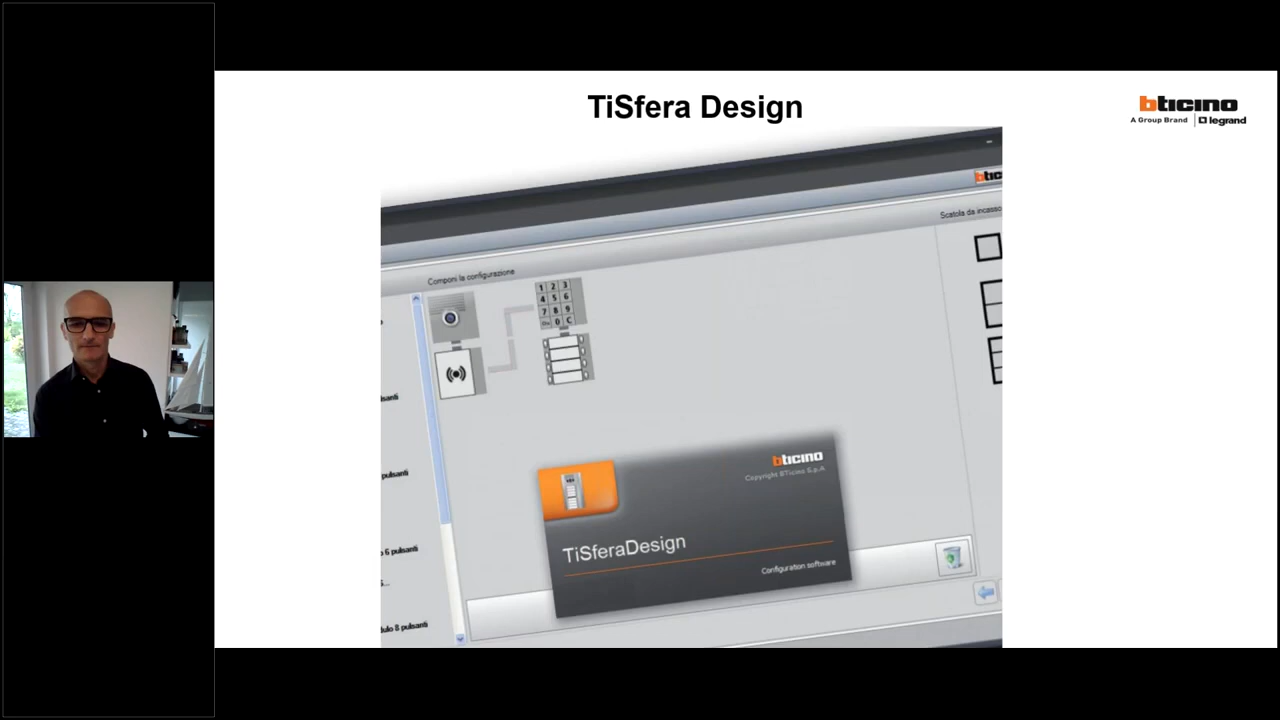 TiSfera Design
bticino
A Group Brand
legrand
Scatola da incasso
Componi la configurazione
1 2 3
4 5 6
7 8 9
0 C
pulsanti
6 pulsanti
8 pulsanti
bticino
Copyright BTicino S.p.A
TiSferaDesign
Configuration software